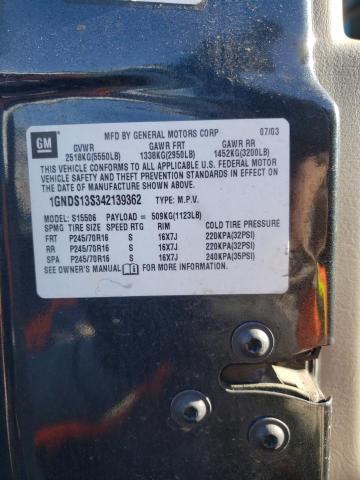 GM
MFD BY GENERAL MOTORS CORP 07/03
GVWR GAWR FRT GAWR RR
2518KG(5550LB) 1338KG(2950LB) 1452KG(3200LB)
THIS VEHICLE CONFORMS TO ALL APPLICABLE U.S. FEDERAL MOTOR
VEHICLE SAFETY AND THEFT PREVENTION STANDARDS IN EFFECT ON
THE DATE OF MANUFACTURE SHOWN ABOVE.
1GNDS13S342139362 TYPE: M.P.V.
MODEL: S15506 PAYLOAD = 509KG(1123LB)
SPMG TIRE SIZE SPEED RTG RIM COLD TIRE PRESSURE
FRT P245/70R16 S 16X7J 220KPA(32PSI)
RR P245/70R16 S 16X7J 220KPA(32PSI)
SPA P245/70R16 S 16X7J 240KPA(35PSI)
SEE OWNER'S MANUAL FOR MORE INFORMATION.